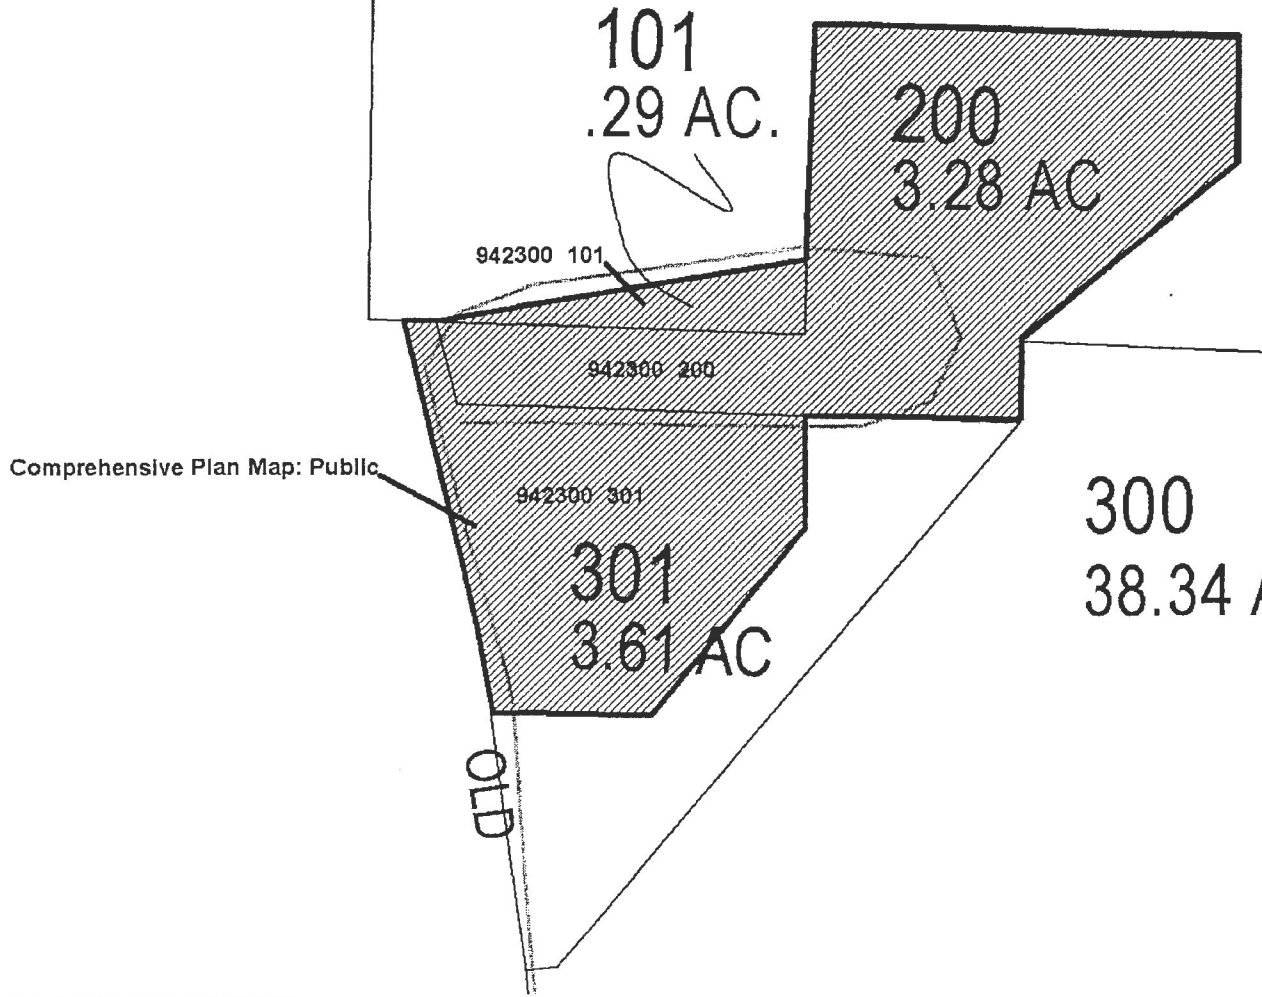 101
.29 AC.
200
3.28 AC
942300 101
942300 200
Comprehensive Plan Map: Public
942300 301
301
3.61 AC
300
38.34 A
OLD